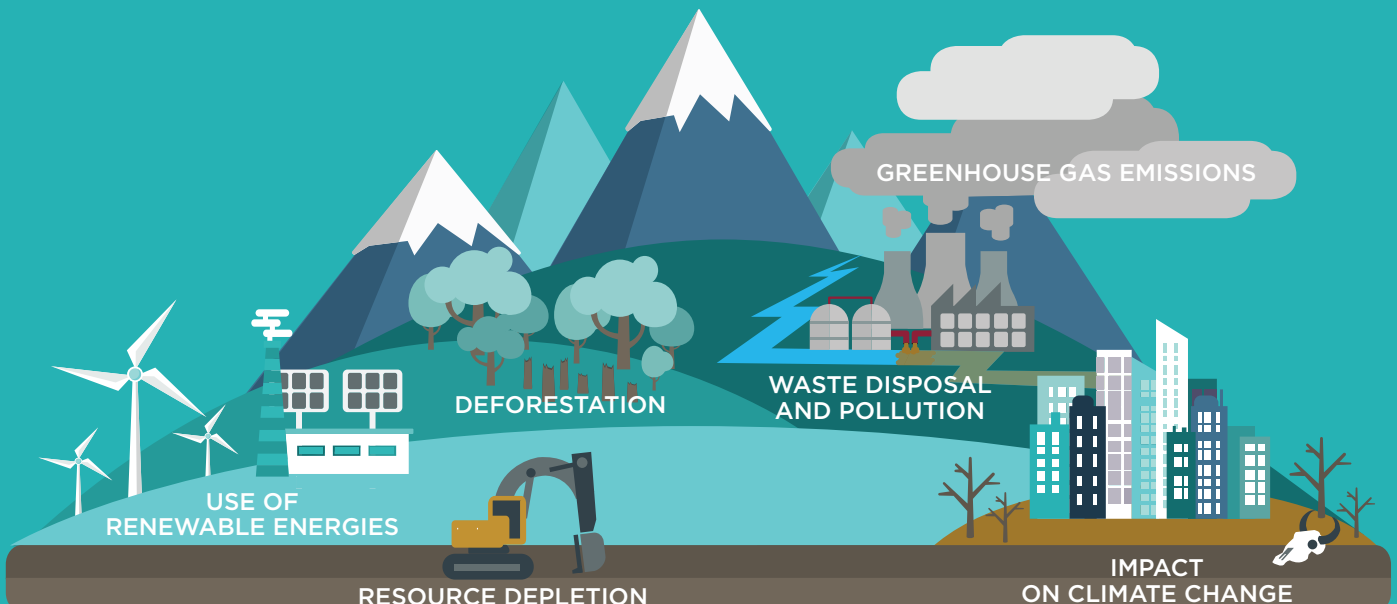 GREENHOUSE GAS EMISSIONS
WASTE DISPOSAL
AND POLLUTION
DEFORESTATION
USE OF
RENEWABLE ENERGIES
RESOURCE DEPLETION
IMPACT
ON CLIMATE CHANGE